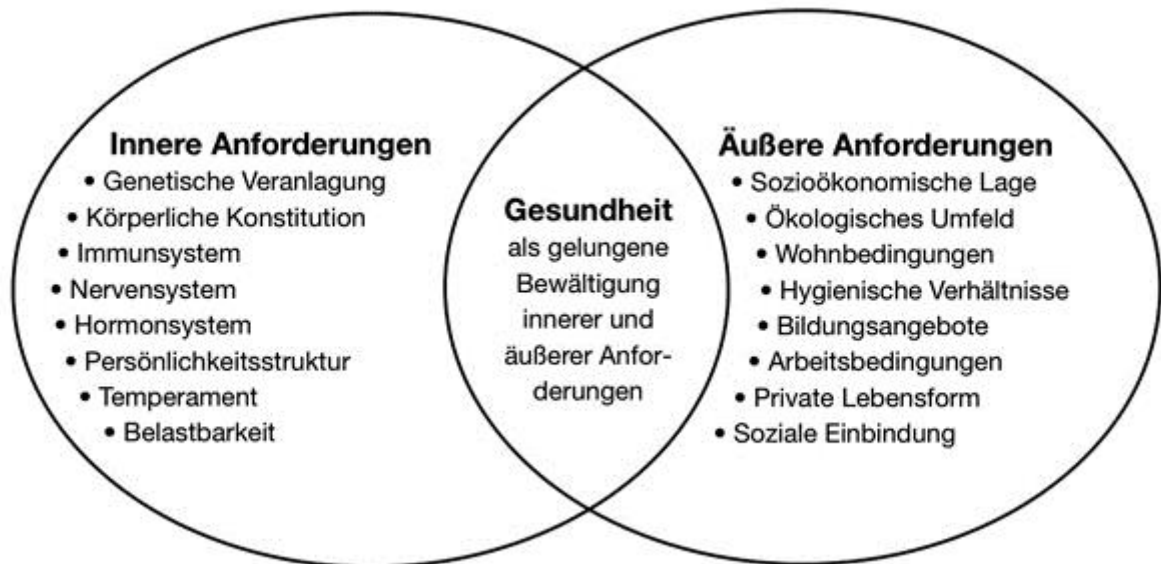 Innere Anforderungen
• Genetische Veranlagung
• Körperliche Konstitution
• Immunsystem
• Nervensystem
• Hormonsystem
• Persönlichkeitsstruktur
• Temperament
• Belastbarkeit
Gesundheit
als gelungene
Bewältigung
innerer und
äußerer Anfor-
derungen
Äußere Anforderungen
• Sozioökonomische Lage
• Ökologisches Umfeld
• Wohnbedingungen
• Hygienische Verhältnisse
• Bildungsangebote
• Arbeitsbedingungen
• Private Lebensform
• Soziale Einbindung